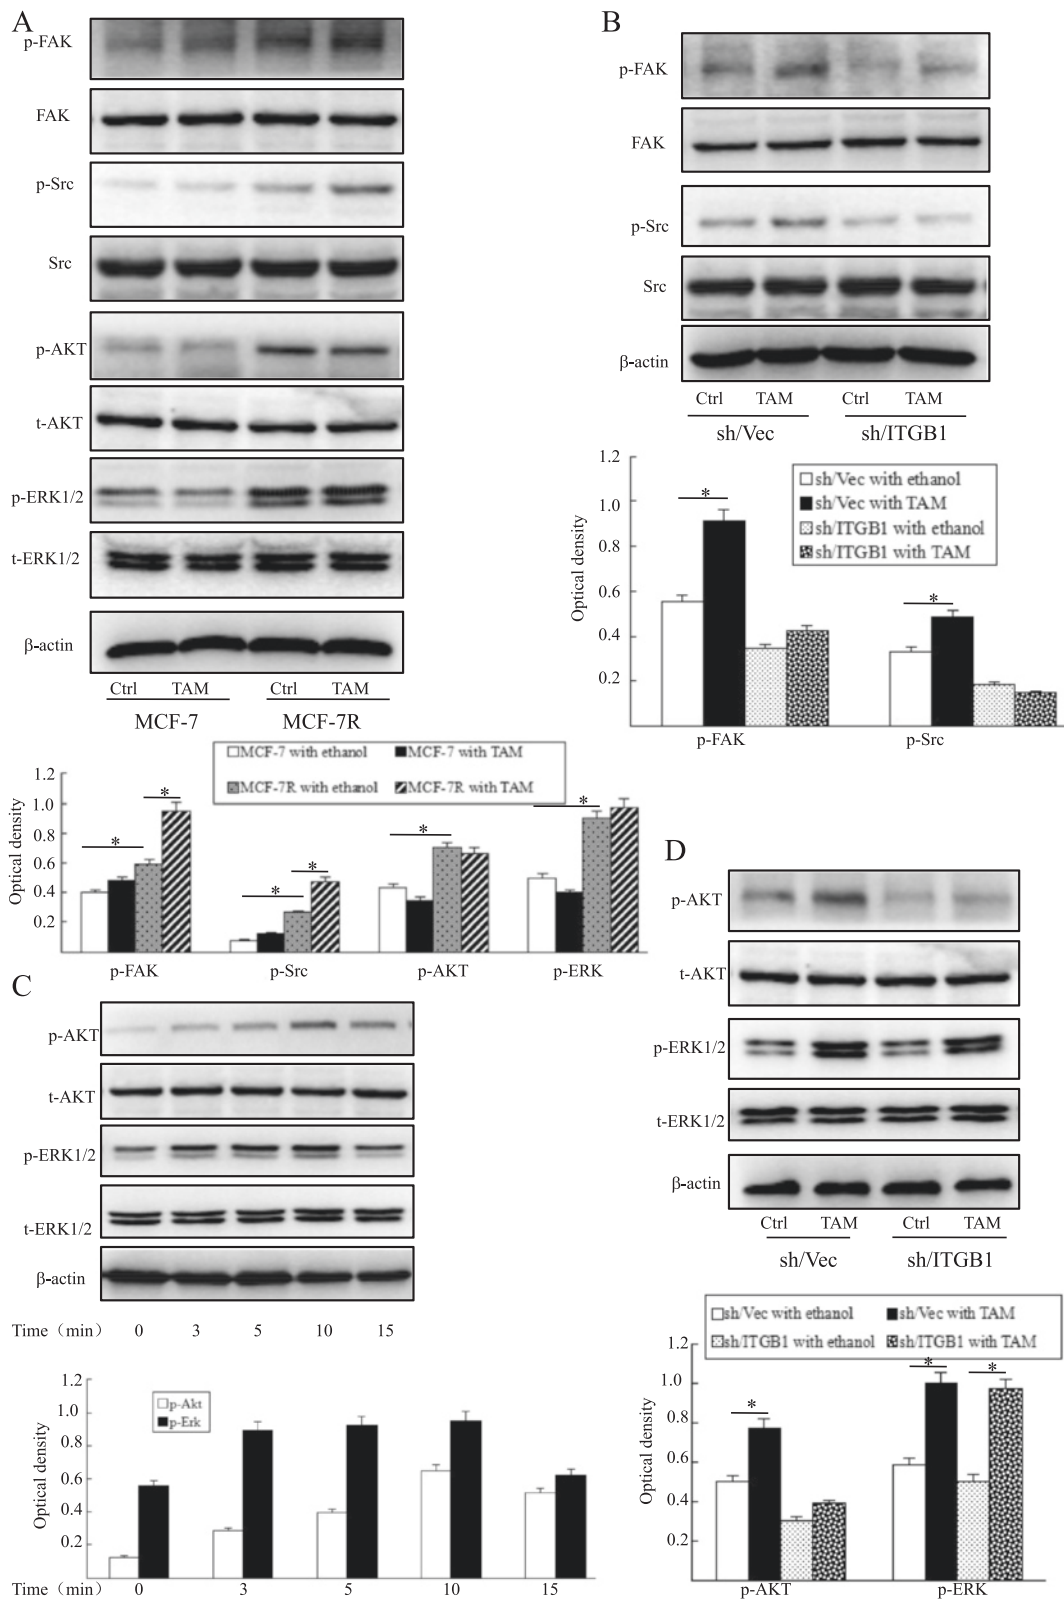 A
p-FAK
FAK
p-Src
Src
p-AKT
t-AKT
p-ERK1/2
t-ERK1/2
β-actin
Ctrl TAM Ctrl TAM
MCF-7 MCF-7R
MCF-7 with ethanol MCF-7 with TAM
MCF-7R with ethanol MCF-7R with TAM
Optical density
1.2
1.0
0.8
0.6
0.4
0.2
* * * * * *
p-FAK p-Src p-AKT p-ERK
B
p-FAK
FAK
p-Src
Src
β-actin
Ctrl TAM Ctrl TAM
sh/Vec sh/ITGB1
sh/Vec with ethanol
sh/Vec with TAM
sh/ITGB1 with ethanol
sh/ITGB1 with TAM
Optical density
1.2
1.0
0.8
0.6
0.4
0.2
* *
p-FAK p-Src
C
p-AKT
t-AKT
p-ERK1/2
t-ERK1/2
β-actin
Time（min） 0 3 5 10 15
p-Akt
p-Erk
Optical density
1.2
1.0
0.8
0.6
0.4
0.2
Time（min） 0 3 5 10 15
D
p-AKT
t-AKT
p-ERK1/2
t-ERK1/2
β-actin
Ctrl TAM Ctrl TAM
sh/Vec sh/ITGB1
sh/Vec with ethanol sh/Vec with TAM
sh/ITGB1 with ethanol sh/ITGB1 with TAM
Optical density
1.2
1.0
0.8
0.6
0.4
0.2
* * *
p-AKT p-ERK